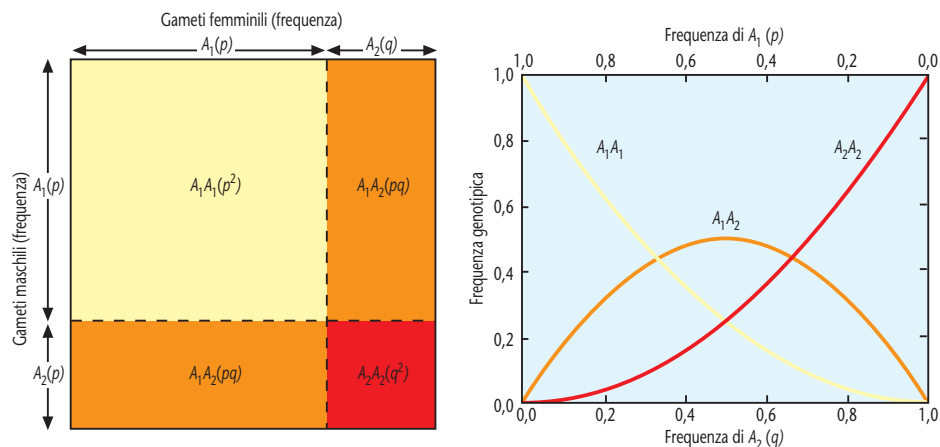 Gameti femminili (frequenza)
A₁(p)
A₂(q)
Gameti maschili (frequenza)
A₁(p)
A₂(p)
A₁A₁(p²)
A₁A₂(pq)
A₁A₂(pq)
A₂A₂(q²)
Frequenza di A₁ (p)
1,0 0,8 0,6 0,4 0,2 0,0
Frequenza genotipica
1,0
0,8
0,6
0,4
0,2
0,0
A₁A₁
A₂A₂
A₁A₂
0,0 0,2 0,4 0,6 0,8 1,0
Frequenza di A₂ (q)